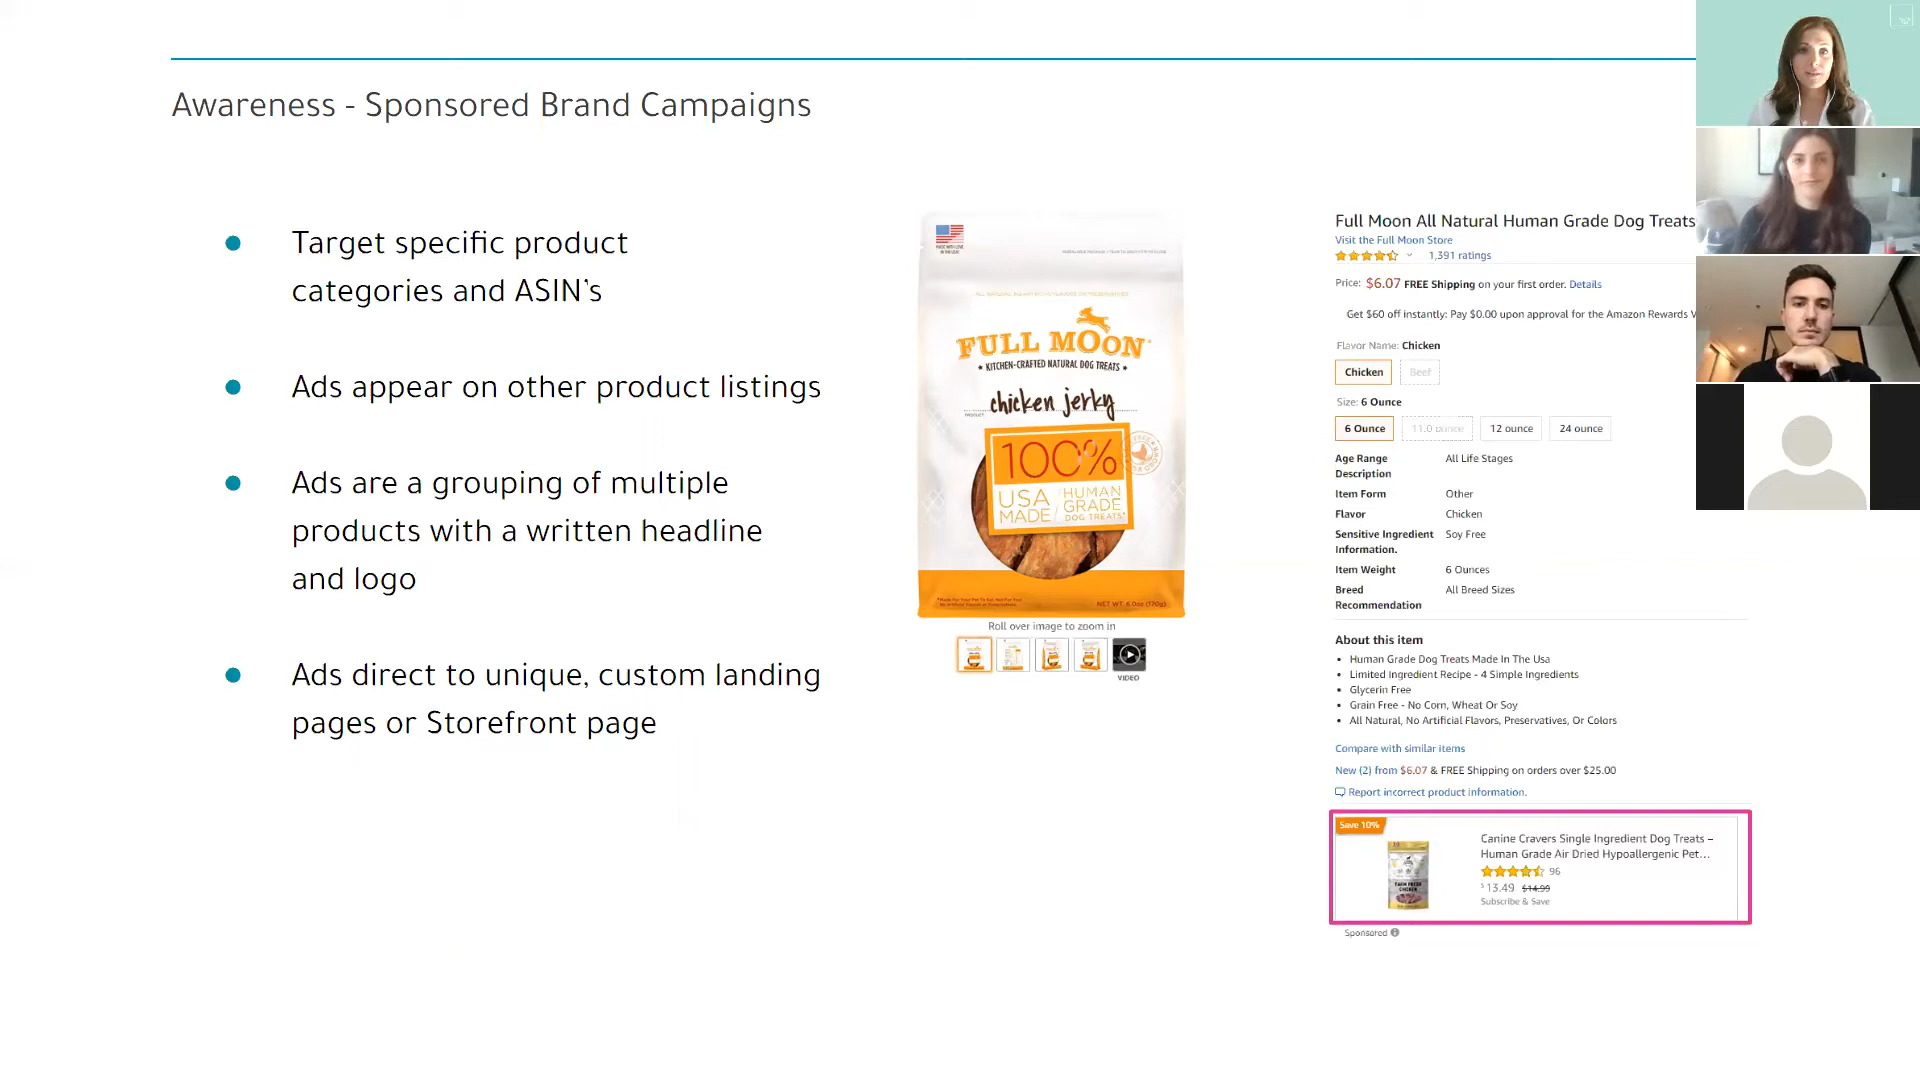 Awareness - Sponsored Brand Campaigns
Target specific product
categories and ASIN's
Ads appear on other product listings
Ads are a grouping of multiple
products with a written headline
and logo
Ads direct to unique, custom landing
pages or Storefront page
FULL MOON
KITCHEN-CRAFTED NATURAL DOG TREATS
chicken jerky
100%
USA MADE / HUMAN GRADE
DOG TREATS*
NET WT. 6.0oz (170g)
Roll over image to zoom in
VIDEO
Full Moon All Natural Human Grade Dog Treats
Visit the Full Moon Store
1,391 ratings
Price: $6.07 FREE Shipping on your first order. Details
Get $60 off instantly: Pay $0.00 upon approval for the Amazon Rewards V
Flavor Name: Chicken
Chicken Beef
Size: 6 Ounce
6 Ounce 11.0 ounce 12 ounce 24 ounce
Age Range Description All Life Stages
Item Form Other
Flavor Chicken
Sensitive Ingredient Information. Soy Free
Item Weight 6 Ounces
Breed Recommendation All Breed Sizes
About this item
Human Grade Dog Treats Made In The Usa
Limited Ingredient Recipe - 4 Simple Ingredients
Glycerin Free
Grain Free - No Corn, Wheat Or Soy
All Natural, No Artificial Flavors, Preservatives, Or Colors
Compare with similar items
New (2) from $6.07 & FREE Shipping on orders over $25.00
Report incorrect product information.
Save 10%
FARM FRESH
CHICKEN
Canine Cravers Single Ingredient Dog Treats –
Human Grade Air Dried Hypoallergenic Pet...
96
$13.49 $14.99
Subscribe & Save
Sponsored